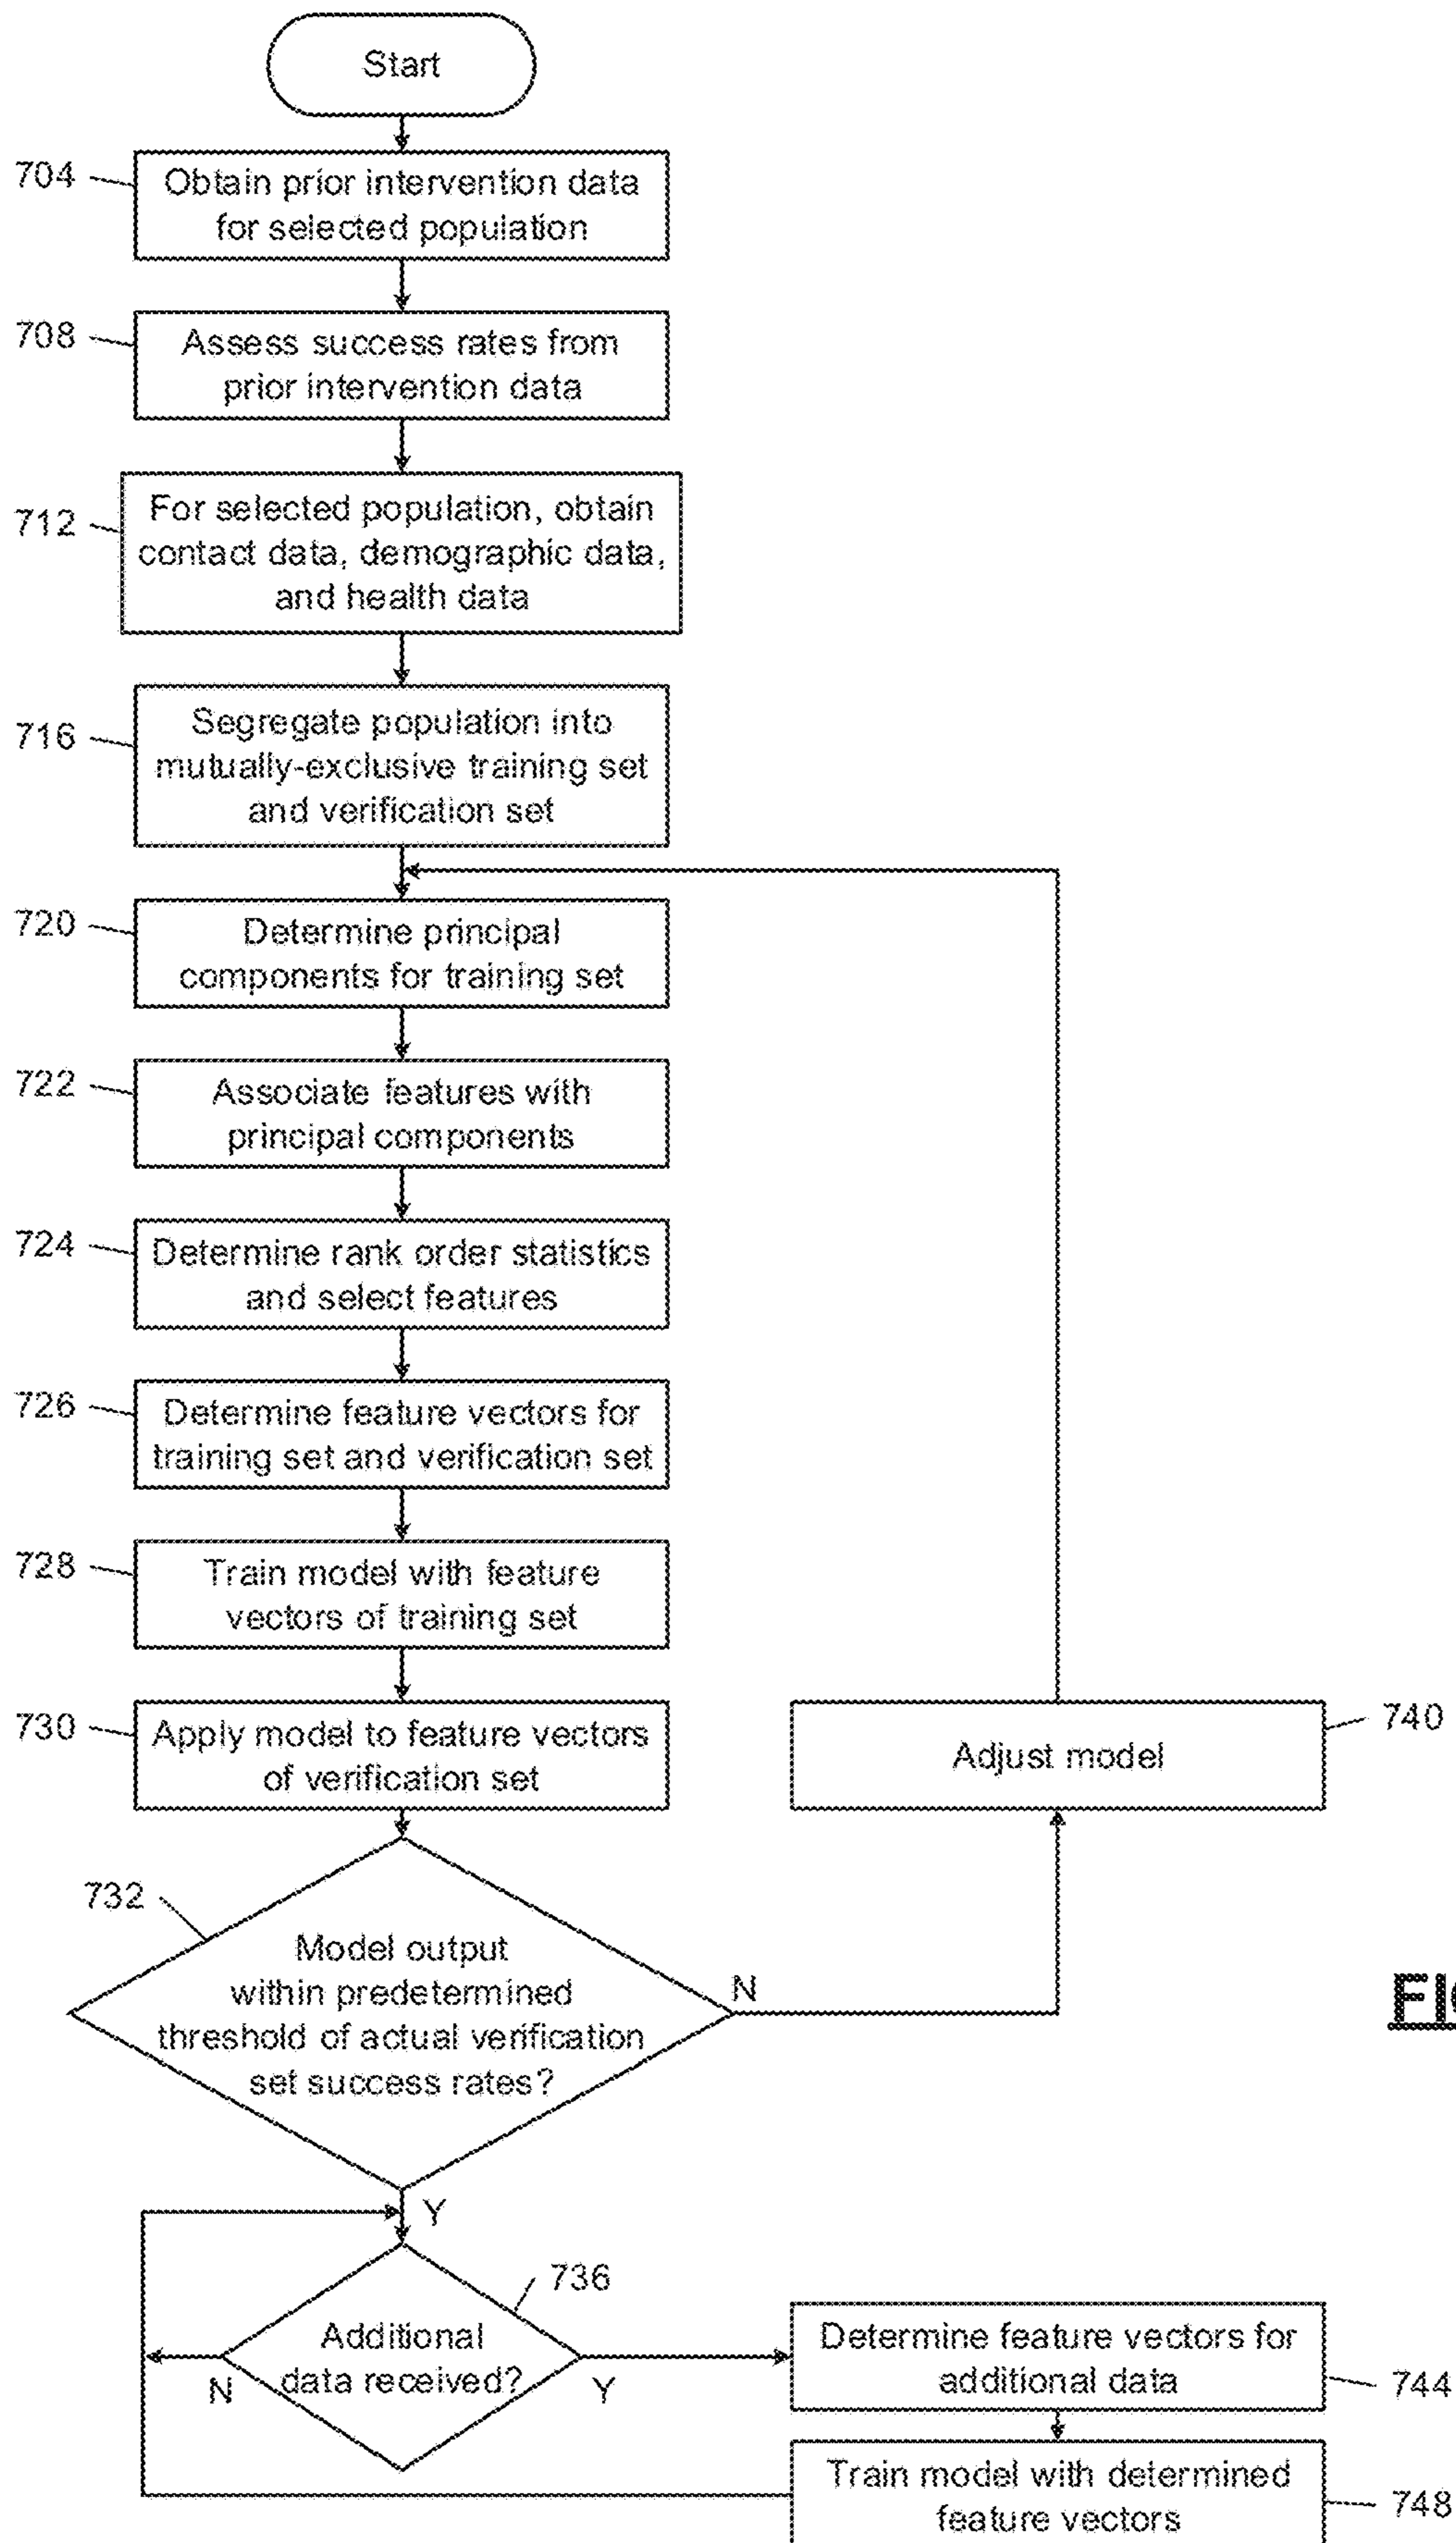 Start
704
Obtain prior intervention data
for selected population
708
Assess success rates from
prior intervention data
712
For selected population, obtain
contact data, demographic data,
and health data
716
Segregate population into
mutually-exclusive training set
and verification set
720
Determine principal
components for training set
722
Associate features with
principal components
724
Determine rank order statistics
and select features
726
Determine feature vectors for
training set and verification set
728
Train model with feature
vectors of training set
730
Apply model to feature vectors
of verification set
740
Adjust model
732
Model output
within predetermined
threshold of actual verification
set success rates?
N
Y
736
Additional
data received?
N
Y
Determine feature vectors for
additional data
744
Train model with determined
feature vectors
748